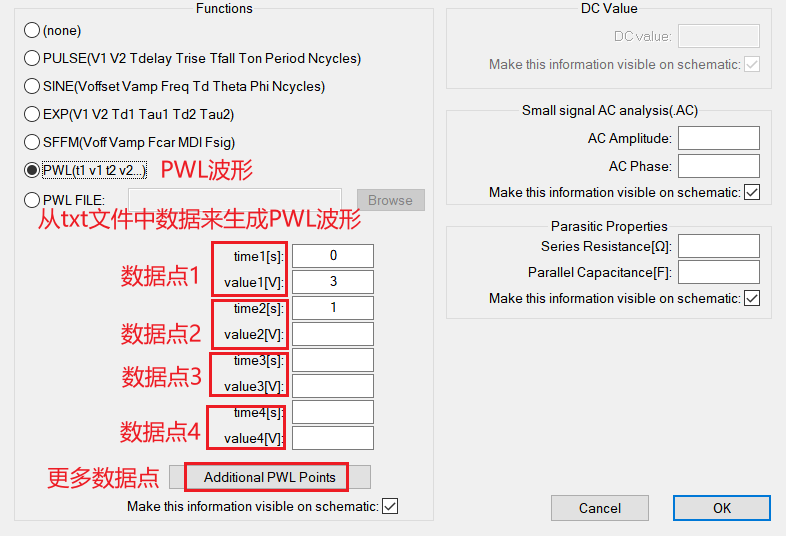 Functions
(none)
PULSE(V1 V2 Tdelay Trise Tfall Ton Period Ncycles)
SINE(Voffset Vamp Freq Td Theta Phi Ncycles)
EXP(V1 V2 Td1 Tau1 Td2 Tau2)
SFFM(Voff Vamp Fcar MDI Fsig)
PWL(t1 v1 t2 v2...) PWL波形
PWL FILE: Browse
从txt文件中数据来生成PWL波形
time1[s]: 0
数据点1
value1[V]: 3
time2[s]: 1
数据点2
value2[V]:
time3[s]:
数据点3
value3[V]:
time4[s]:
数据点4
value4[V]:
更多数据点 Additional PWL Points
Make this information visible on schematic:
DC Value
DC value:
Make this information visible on schematic:
Small signal AC analysis(.AC)
AC Amplitude:
AC Phase:
Make this information visible on schematic:
Parasitic Properties
Series Resistance[Ω]:
Parallel Capacitance[F]:
Make this information visible on schematic:
Cancel OK